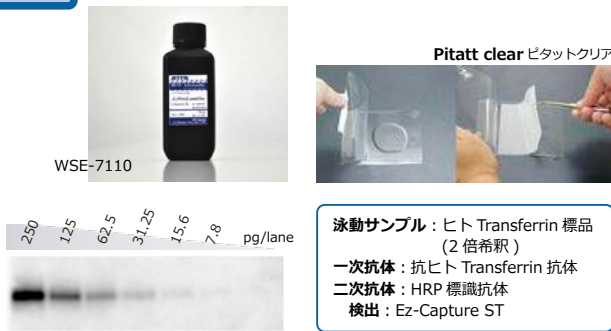 WSE-7110
Pitatt clear ピタットクリア
250 125 62.5 31.25 15.6 7.8 pg/lane
泳動サンプル：ヒト Transferrin 標品
(2 倍希釈 )
一次抗体：抗ヒト Transferrin 抗体
二次抗体：HRP 標識抗体
検出：Ez-Capture ST